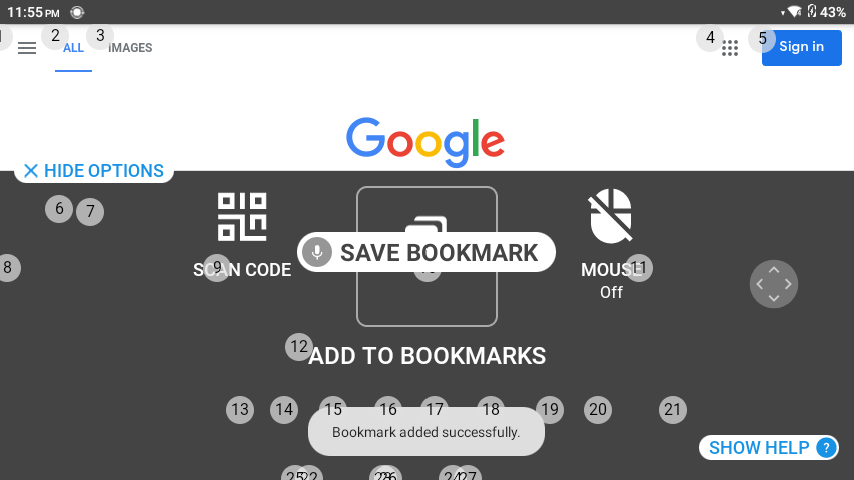 11:55 PM 43%
1 2 3 4 5
ALL IMAGES Sign in
Google
HIDE OPTIONS
6 7
SAVE BOOKMARK
8 9 10 11
SCAN CODE MOUSE
Off
12
ADD TO BOOKMARKS
13 14 15 16 17 18 19 20 21
Bookmark added successfully.
SHOW HELP ?
25 22 23 26 24 27